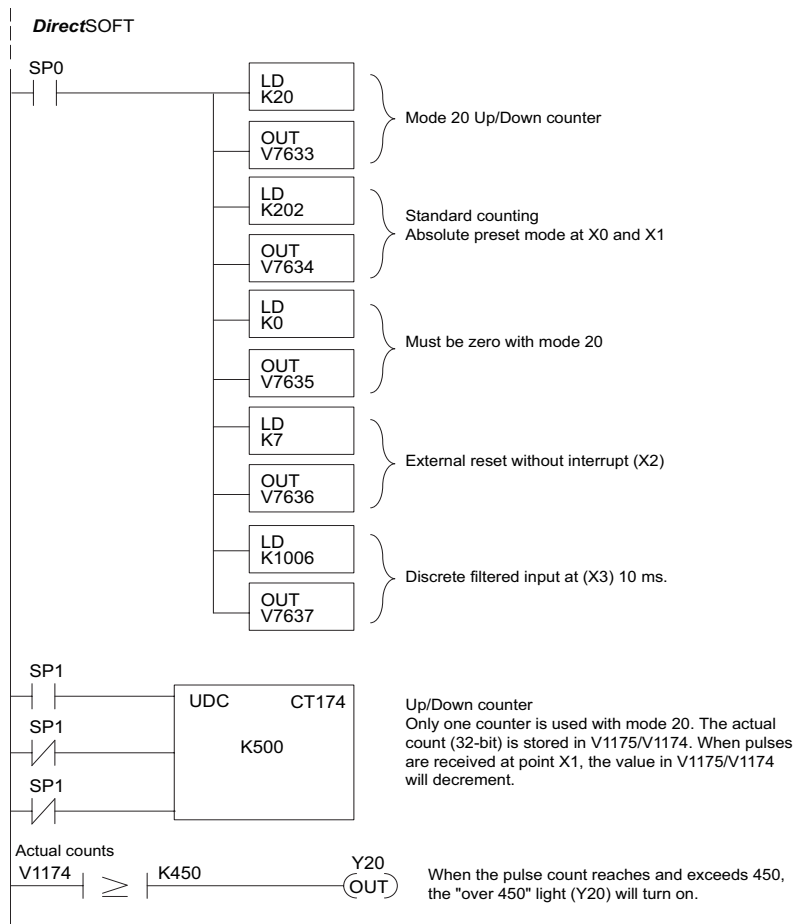 DirectSOFT
SP0
LD
K20
OUT
V7633
Mode 20 Up/Down counter
LD
K202
OUT
V7634
Standard counting
Absolute preset mode at X0 and X1
LD
K0
OUT
V7635
Must be zero with mode 20
LD
K7
OUT
V7636
External reset without interrupt (X2)
LD
K1006
OUT
V7637
Discrete filtered input at (X3) 10 ms.
SP1
UDC CT174
SP1
K500
SP1
Up/Down counter
Only one counter is used with mode 20. The actual
count (32-bit) is stored in V1175/V1174. When pulses
are received at point X1, the value in V1175/V1174
will decrement.
Actual counts
V1174 ≥ K450
Y20
OUT
When the pulse count reaches and exceeds 450,
the "over 450" light (Y20) will turn on.